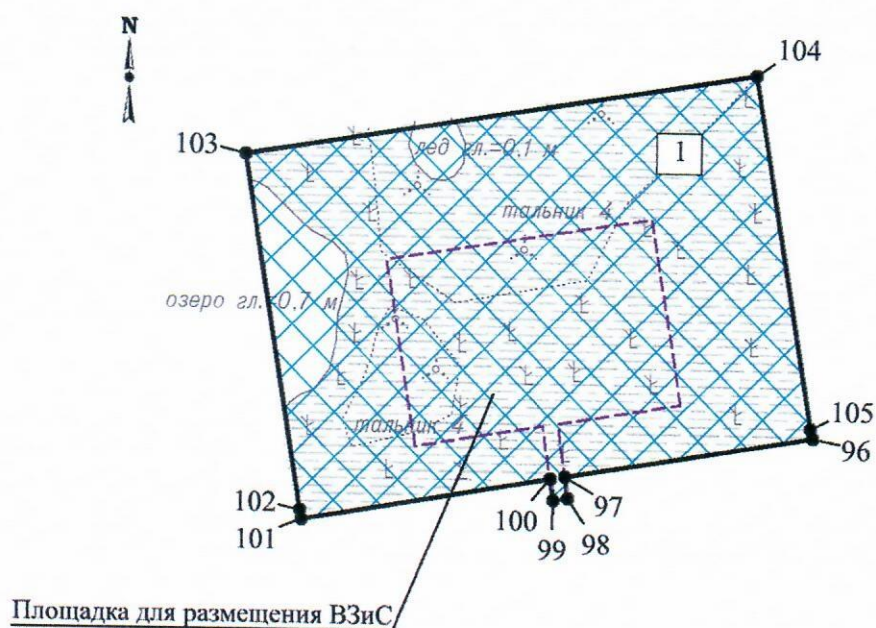 N
104
103
лед гл.=0,1 м
1
тальник 4
озеро гл.=0,7 м
тальник 4
105
96
102
97
101
100
99
98
Площадка для размещения ВЗиС